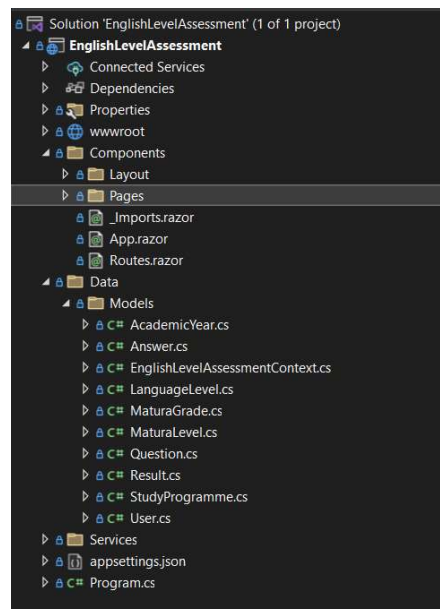 Solution 'EnglishLevelAssessment' (1 of 1 project)
EnglishLevelAssessment
Connected Services
Dependencies
Properties
wwwroot
Components
Layout
Pages
_Imports.razor
App.razor
Routes.razor
Data
Models
C# AcademicYear.cs
C# Answer.cs
C# EnglishLevelAssessmentContext.cs
C# LanguageLevel.cs
C# MaturaGrade.cs
C# MaturaLevel.cs
C# Question.cs
C# Result.cs
C# StudyProgramme.cs
C# User.cs
Services
appsettings.json
C# Program.cs